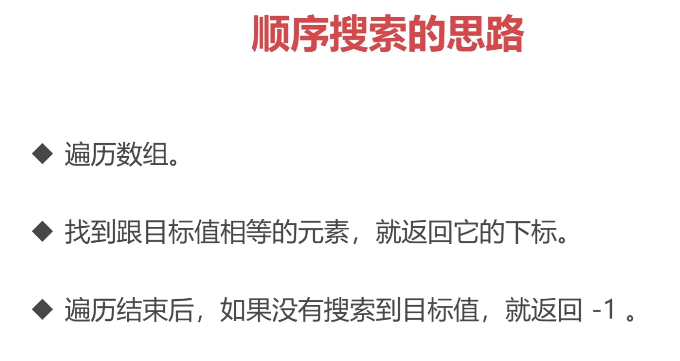 顺序搜索的思路
◆ 遍历数组。
◆ 找到跟目标值相等的元素，就返回它的下标。
◆ 遍历结束后，如果没有搜索到目标值，就返回 -1 。